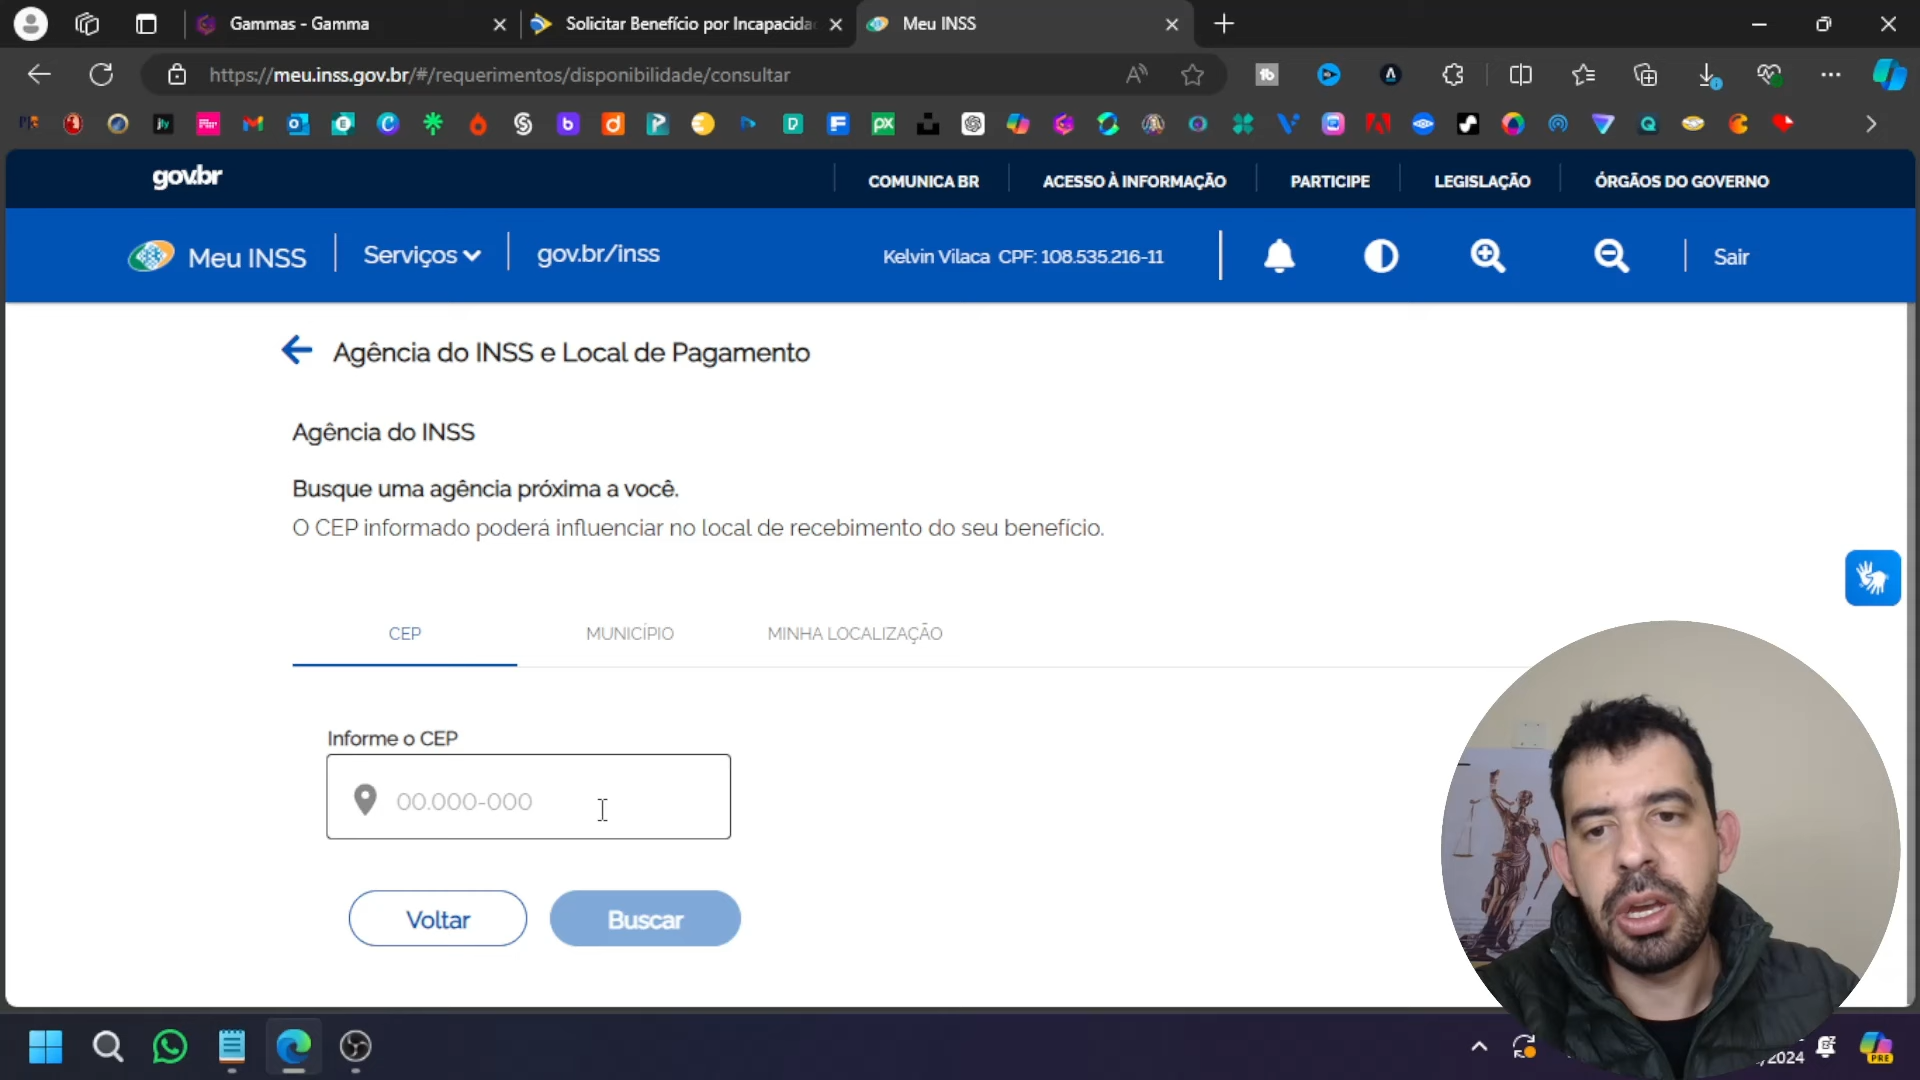 Gammas - Gamma
Solicitar Benefício por Incapacida
Meu INSS
https://meu.inss.gov.br/#/requerimentos/disponibilidade/consultar
gov.br
COMUNICA BR
ACESSO À INFORMAÇÃO
PARTICIPE
LEGISLAÇÃO
ÓRGÃOS DO GOVERNO
Meu INSS
Serviços
gov.br/inss
Kelvin Vilaca CPF: 108.535.216-11
Sair
Agência do INSS e Local de Pagamento
Agência do INSS
Busque uma agência próxima a você.
O CEP informado poderá influenciar no local de recebimento do seu benefício.
CEP
MUNICÍPIO
MINHA LOCALIZAÇÃO
Informe o CEP
00.000-000
Voltar
Buscar
/2024
PRE